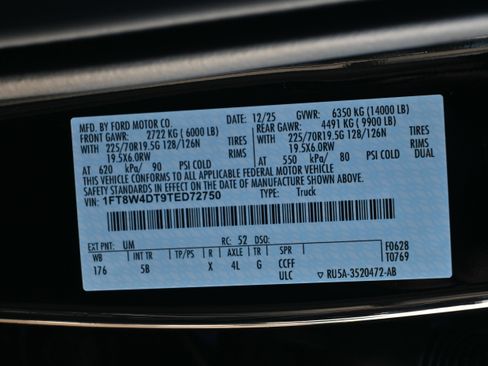 MFD. BY FORD MOTOR CO. DATE: 12/25 GVWR: 6350 KG (14000 LB)
FRONT GAWR: 2722 KG (6000 LB) REAR GAWR: 4491 KG (9900 LB)
WITH 225/70R19.5G 128/126N TIRES WITH 225/70R19.5G 128/126N TIRES
19.5X6.0RW RIMS 19.5X6.0RW RIMS
AT 620 kPa/ 90 PSI COLD AT 550 kPa/ 80 PSI COLD DUAL
THIS VEHICLE CONFORMS TO ALL APPLICABLE FEDERAL MOTOR VEHICLE
SAFETY STANDARDS IN EFFECT ON THE DATE OF MANUFACTURE SHOWN ABOVE.
VIN: 1FT8W4DT9TED72750 TYPE: Truck
EXT PNT: UM RC: 52 DSO:
WB INT TR TP/PS R AXLE TR SPR F0628
176 5B X 4L G CCFF T0769
ULC ▽ RU5A-3520472-AB